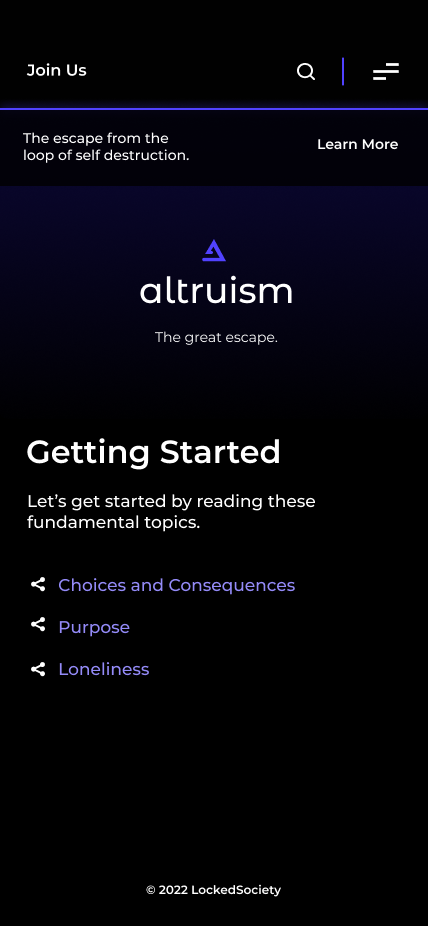 Join Us
The escape from the
loop of self destruction.
Learn More
altruism
The great escape.
Getting Started
Let’s get started by reading these
fundamental topics.
Choices and Consequences
Purpose
Loneliness
© 2022 LockedSociety